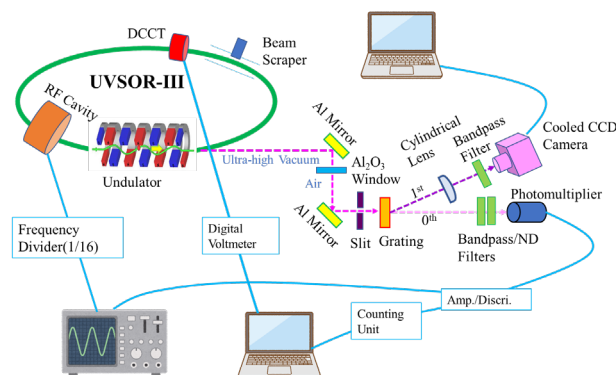 DCCT
Beam
Scraper
UVSOR-III
RF Cavity
Undulator
Ultra-high Vacuum
Air
Al Mirror
Al₂O₃
Window
Al Mirror
Slit
Grating
1st
0th
Cylindrical
Lens
Bandpass
Filter
Cooled CCD
Camera
Photomultiplier
Bandpass/ND
Filters
Frequency
Divider(1/16)
Digital
Voltmeter
Counting
Unit
Amp./Discri.